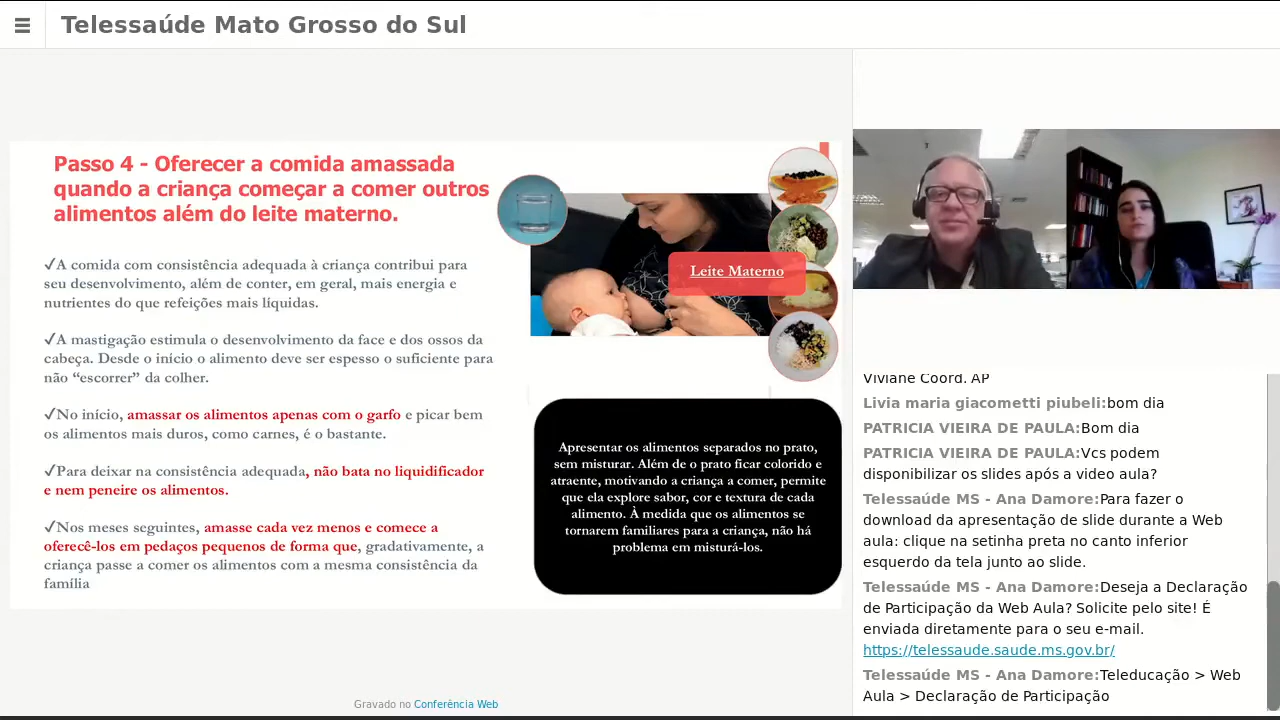 Telessaúde Mato Grosso do Sul
Passo 4 - Oferecer a comida amassada
quando a criança começar a comer outros
alimentos além do leite materno.
✓A comida com consistência adequada à criança contribui para
seu desenvolvimento, além de conter, em geral, mais energia e
nutrientes do que refeições mais líquidas.
✓A mastigação estimula o desenvolvimento da face e dos ossos da
cabeça. Desde o início o alimento deve ser espesso o suficiente para
não “escorrer” da colher.
✓No início, amassar os alimentos apenas com o garfo e picar bem
os alimentos mais duros, como carnes, é o bastante.
✓Para deixar na consistência adequada, não bata no liquidificador
e nem peneire os alimentos.
✓Nos meses seguintes, amasse cada vez menos e comece a
oferecê-los em pedaços pequenos de forma que, gradativamente, a
criança passe a comer os alimentos com a mesma consistência da
família
Leite Materno
Apresentar os alimentos separados no prato,
sem misturar. Além de o prato ficar colorido e
atraente, motivando a criança a comer, permite
que ela explore sabor, cor e textura de cada
alimento. À medida que os alimentos se
tornarem familiares para a criança, não há
problema em misturá-los.
Gravado no Conferência Web
Viviane Coord. AP
Livia maria giacometti piubeli:bom dia
PATRICIA VIEIRA DE PAULA:Bom dia
PATRICIA VIEIRA DE PAULA:Vcs podem
disponibilizar os slides após a video aula?
Telessaúde MS - Ana Damore:Para fazer o
download da apresentação de slide durante a Web
aula: clique na setinha preta no canto inferior
esquerdo da tela junto ao slide.
Telessaúde MS - Ana Damore:Deseja a Declaração
de Participação da Web Aula? Solicite pelo site! É
enviada diretamente para o seu e-mail.
https://telessaude.saude.ms.gov.br/
Telessaúde MS - Ana Damore:Teleducação > Web
Aula > Declaração de Participação